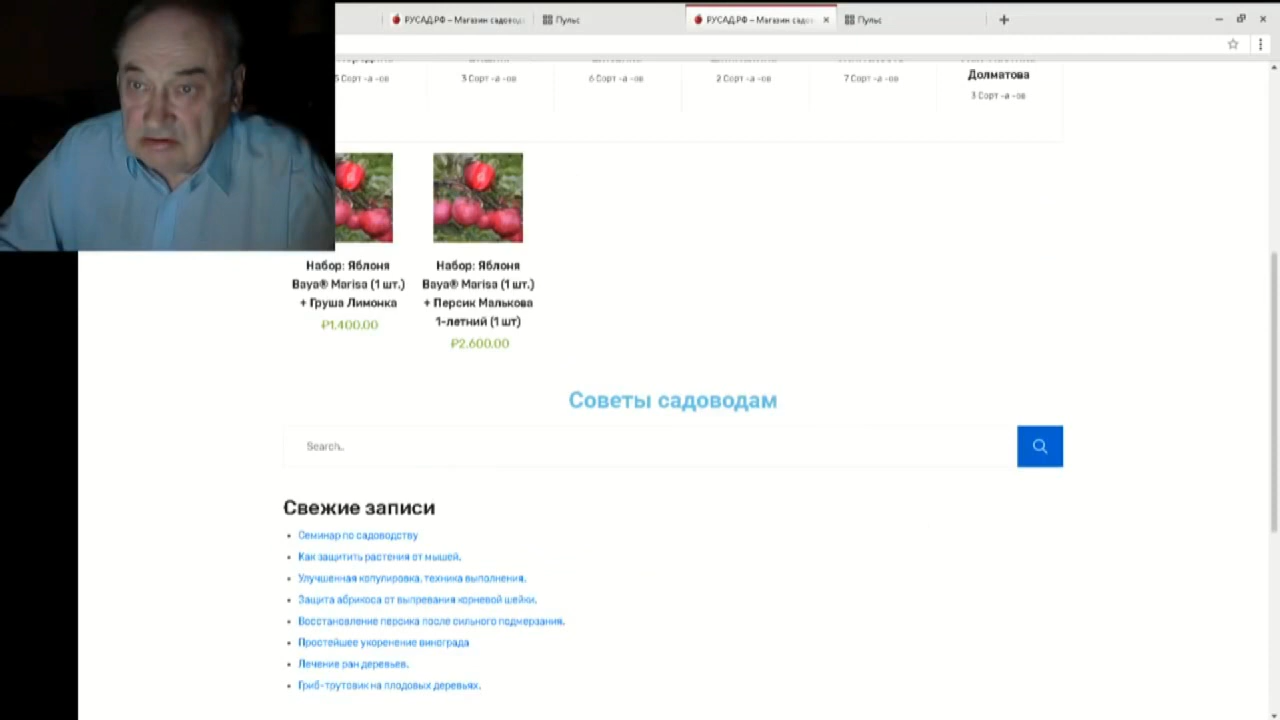 РУСАД.РФ – Магазин садовод
Пульс
РУСАД.РФ – Магазин садо
Пульс
5 Сорт -а -ов
3 Сорт -а -ов
6 Сорт -а -ов
2 Сорт -а -ов
7 Сорт -а -ов
Долматова
3 Сорт -а -ов
Набор: Яблоня
Baya® Marisa (1 шт.)
+ Груша Лимонка
₽1.400.00
Набор: Яблоня
Baya® Marisa (1 шт.)
+ Персик Малькова
1-летний (1 шт)
₽2.600.00
Советы садоводам
Search..
Свежие записи
Семинар по садоводству
Как защитить растения от мышей.
Улучшенная копулировка, техника выполнения.
Защита абрикоса от выпревания корневой шейки.
Восстановление персика после сильного подмерзания.
Простейшее укоренение винограда
Лечение ран деревьев.
Гриб-трутовик на плодовых деревьях.